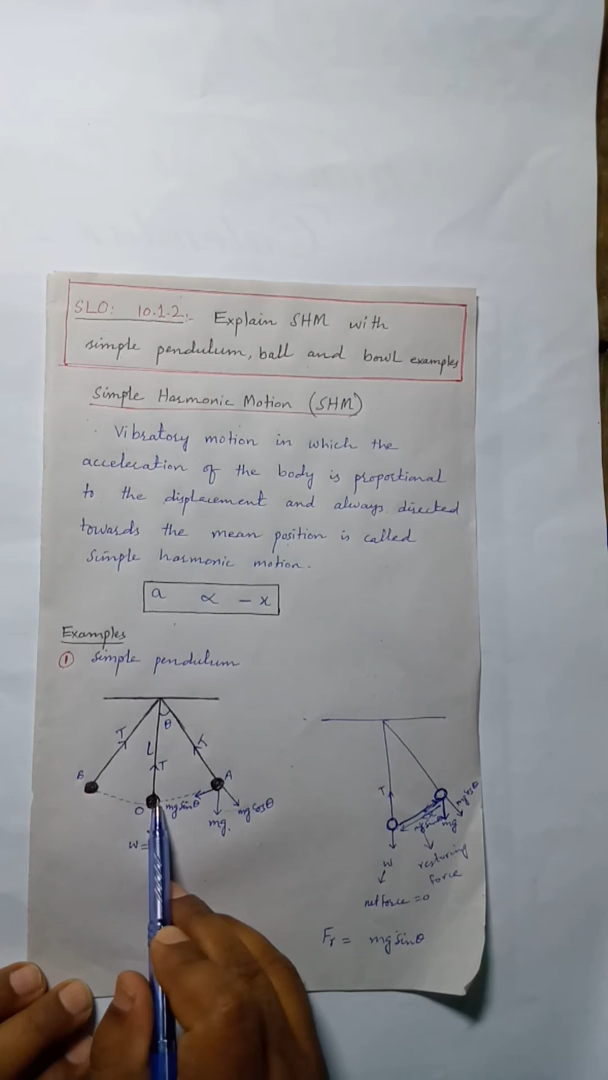 SLO: 10.1.2:. Explain SHM with
simple pendulum, ball and bowl examples
Simple Harmonic Motion (SHM)
Vibratory motion in which the
acceleration of the body is proportional
to the displacement and always directed
towards the mean position is called
simple harmonic motion.
a ∝ - x
Examples
① simple pendulum
θ
T
L
T
T
B
A
O
mg sinθ
mg cosθ
mg.
W =
T
mg cosθ
mg
W
restoring
force
net force = 0
Fr = mg sinθ